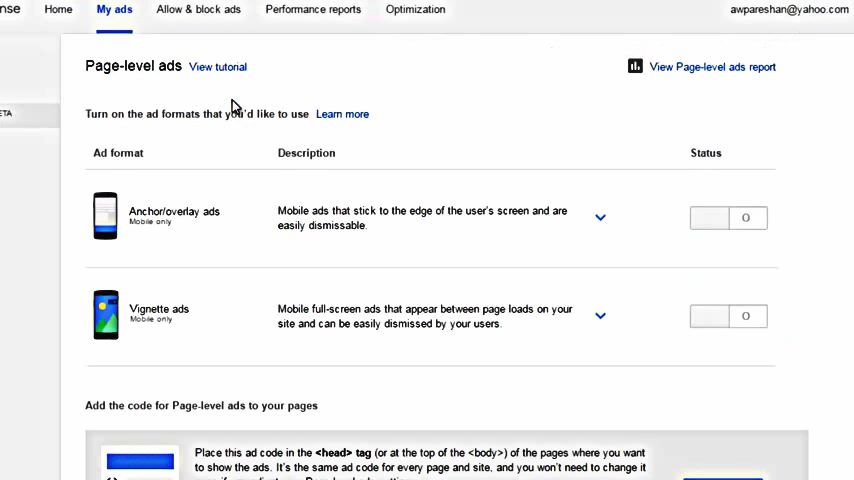 nse Home My ads Allow & block ads Performance reports Optimization awpareshan@yahoo.com
Page-level ads View tutorial View Page-level ads report
ETA
Turn on the ad formats that you'd like to use Learn more
Ad format Description Status
Anchor/overlay ads
Mobile only
Mobile ads that stick to the edge of the user's screen and are
easily dismissable.
O
Vignette ads
Mobile only
Mobile full-screen ads that appear between page loads on your
site and can be easily dismissed by your users.
O
Add the code for Page-level ads to your pages
Place this ad code in the <head> tag (or at the top of the <body>) of the pages where you want
to show the ads. It's the same ad code for every page and site, and you won't need to change it